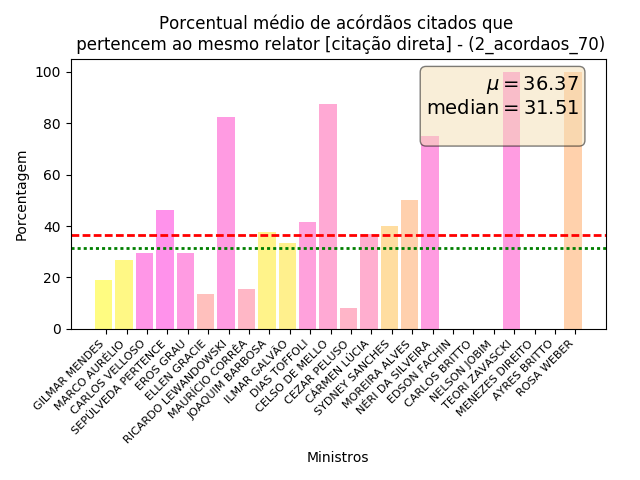 Porcentual médio de acórdãos citados que
pertencem ao mesmo relator [citação direta] - (2_acordaos_70)
μ = 36.37
median = 31.51
Porcentagem
100
80
60
40
20
0
GILMAR MENDES
MARCO AURÉLIO
CARLOS VELLOSO
SEPÚLVEDA PERTENCE
EROS GRAU
ELLEN GRACIE
RICARDO LEWANDOWSKI
MAURÍCIO CORRÊA
JOAQUIM BARBOSA
ILMAR GALVÃO
DIAS TOFFOLI
CELSO DE MELLO
CEZAR PELUSO
CÁRMEN LÚCIA
SYDNEY SANCHES
MOREIRA ALVES
NÉRI DA SILVEIRA
EDSON FACHIN
CARLOS BRITTO
NELSON JOBIM
TEORI ZAVASCKI
MENEZES DIREITO
AYRES BRITTO
ROSA WEBER
Ministros